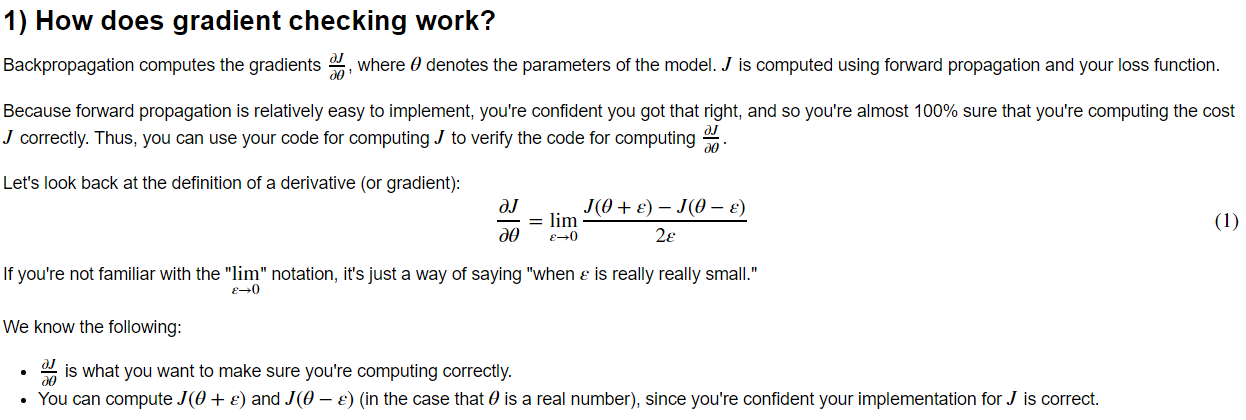 1) How does gradient checking work?
Backpropagation computes the gradients ∂J/∂θ, where θ denotes the parameters of the model. J is computed using forward propagation and your loss function.
Because forward propagation is relatively easy to implement, you're confident you got that right, and so you're almost 100% sure that you're computing the cost
J correctly. Thus, you can use your code for computing J to verify the code for computing ∂J/∂θ.
Let's look back at the definition of a derivative (or gradient):
∂J/∂θ = lim ε→0 (J(θ + ε) − J(θ − ε))/(2ε) (1)
If you're not familiar with the "lim ε→0" notation, it's just a way of saying "when ε is really really small."
We know the following:
• ∂J/∂θ is what you want to make sure you're computing correctly.
• You can compute J(θ + ε) and J(θ − ε) (in the case that θ is a real number), since you're confident your implementation for J is correct.